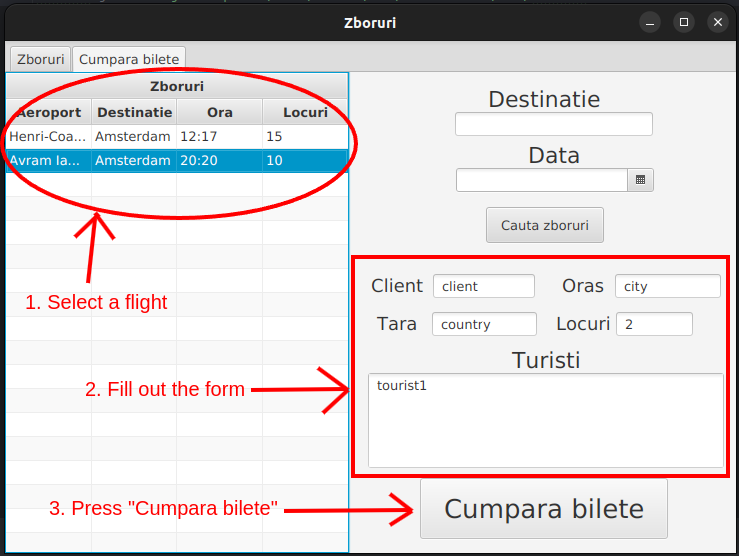 Zboruri
Zboruri Cumpara bilete
Zboruri
Aeroport Destinatie Ora Locuri
Henri-Coa... Amsterdam 12:17 15
Avram Ia... Amsterdam 20:20 10
1. Select a flight
Destinatie
Data
Cauta zboruri
Client client Oras city
Tara country Locuri 2
Turisti
tourist1
2. Fill out the form
3. Press "Cumpara bilete"
Cumpara bilete